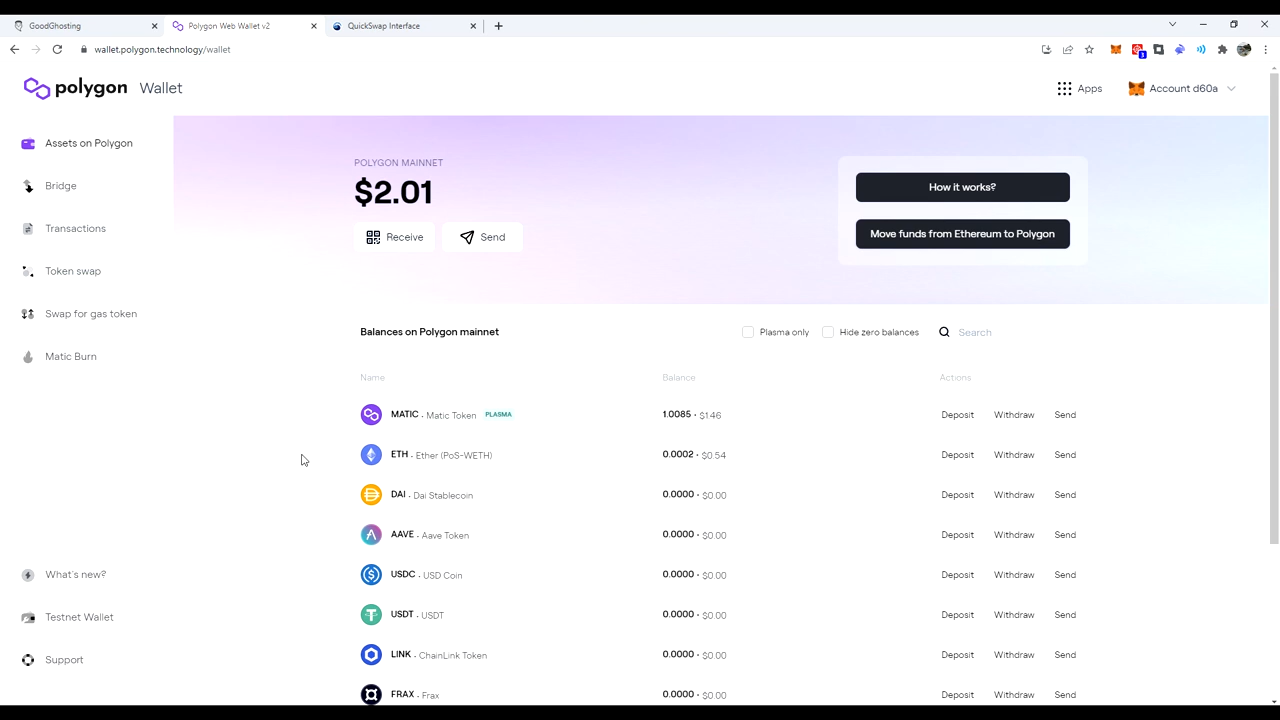 GoodGhosting
Polygon Web Wallet v2
QuickSwap Interface
wallet.polygon.technology/wallet
3
polygon Wallet
Apps
Account d60a
Assets on Polygon
Bridge
Transactions
Token swap
Swap for gas token
Matic Burn
What's new?
Testnet Wallet
Support
POLYGON MAINNET
$2.01
Receive
Send
How it works?
Move funds from Ethereum to Polygon
Balances on Polygon mainnet
Plasma only
Hide zero balances
Search
Name Balance Actions
MATIC · Matic Token PLASMA 1.0085 · $1.46 Deposit Withdraw Send
ETH · Ether (PoS-WETH) 0.0002 · $0.54 Deposit Withdraw Send
DAI · Dai Stablecoin 0.0000 · $0.00 Deposit Withdraw Send
AAVE · Aave Token 0.0000 · $0.00 Deposit Withdraw Send
USDC · USD Coin 0.0000 · $0.00 Deposit Withdraw Send
USDT · USDT 0.0000 · $0.00 Deposit Withdraw Send
LINK · ChainLink Token 0.0000 · $0.00 Deposit Withdraw Send
FRAX · Frax 0.0000 · $0.00 Deposit Withdraw Send